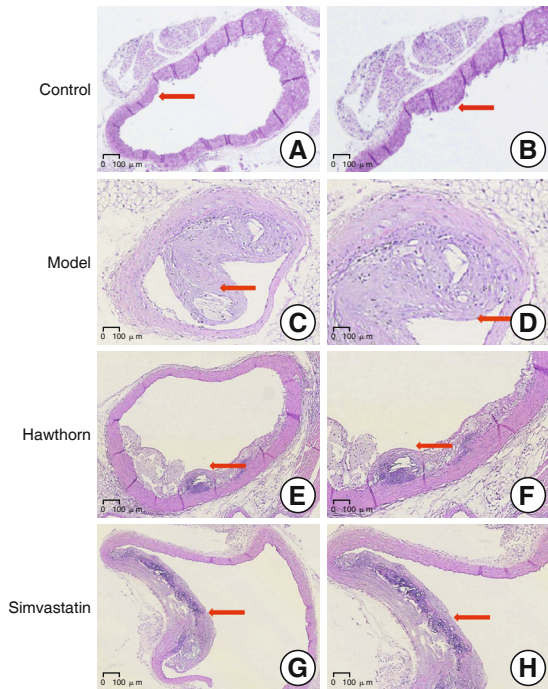 Control
A
0 100 μm
B
0 100 μm
Model
C
0 100 μm
D
0 100 μm
Hawthorn
E
0 100 μm
F
0 100 μm
Simvastatin
G
0 100 μm
H
0 100 μm